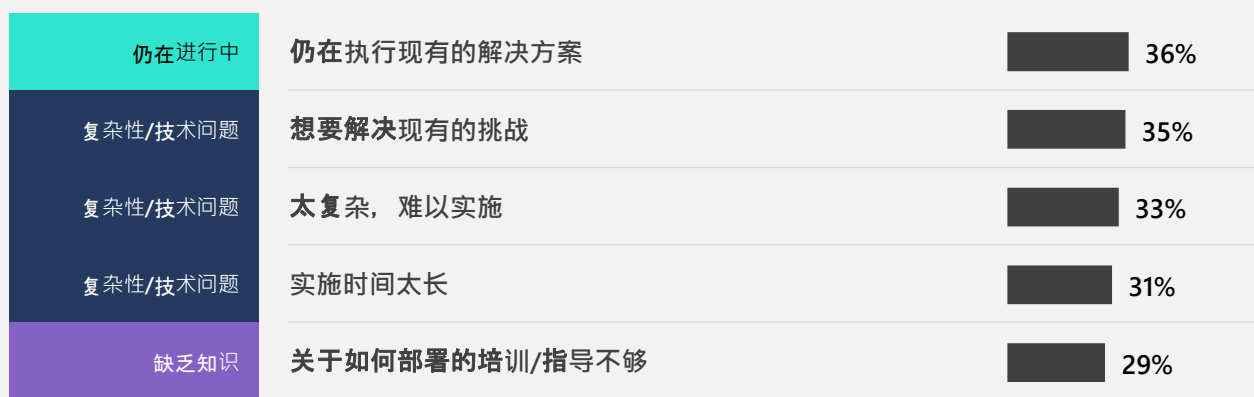 仍在进行中 仍在执行现有的解决方案 36%
复杂性/技术问题 想要解决现有的挑战 35%
复杂性/技术问题 太复杂，难以实施 33%
复杂性/技术问题 实施时间太长 31%
缺乏知识 关于如何部署的培训/指导不够 29%